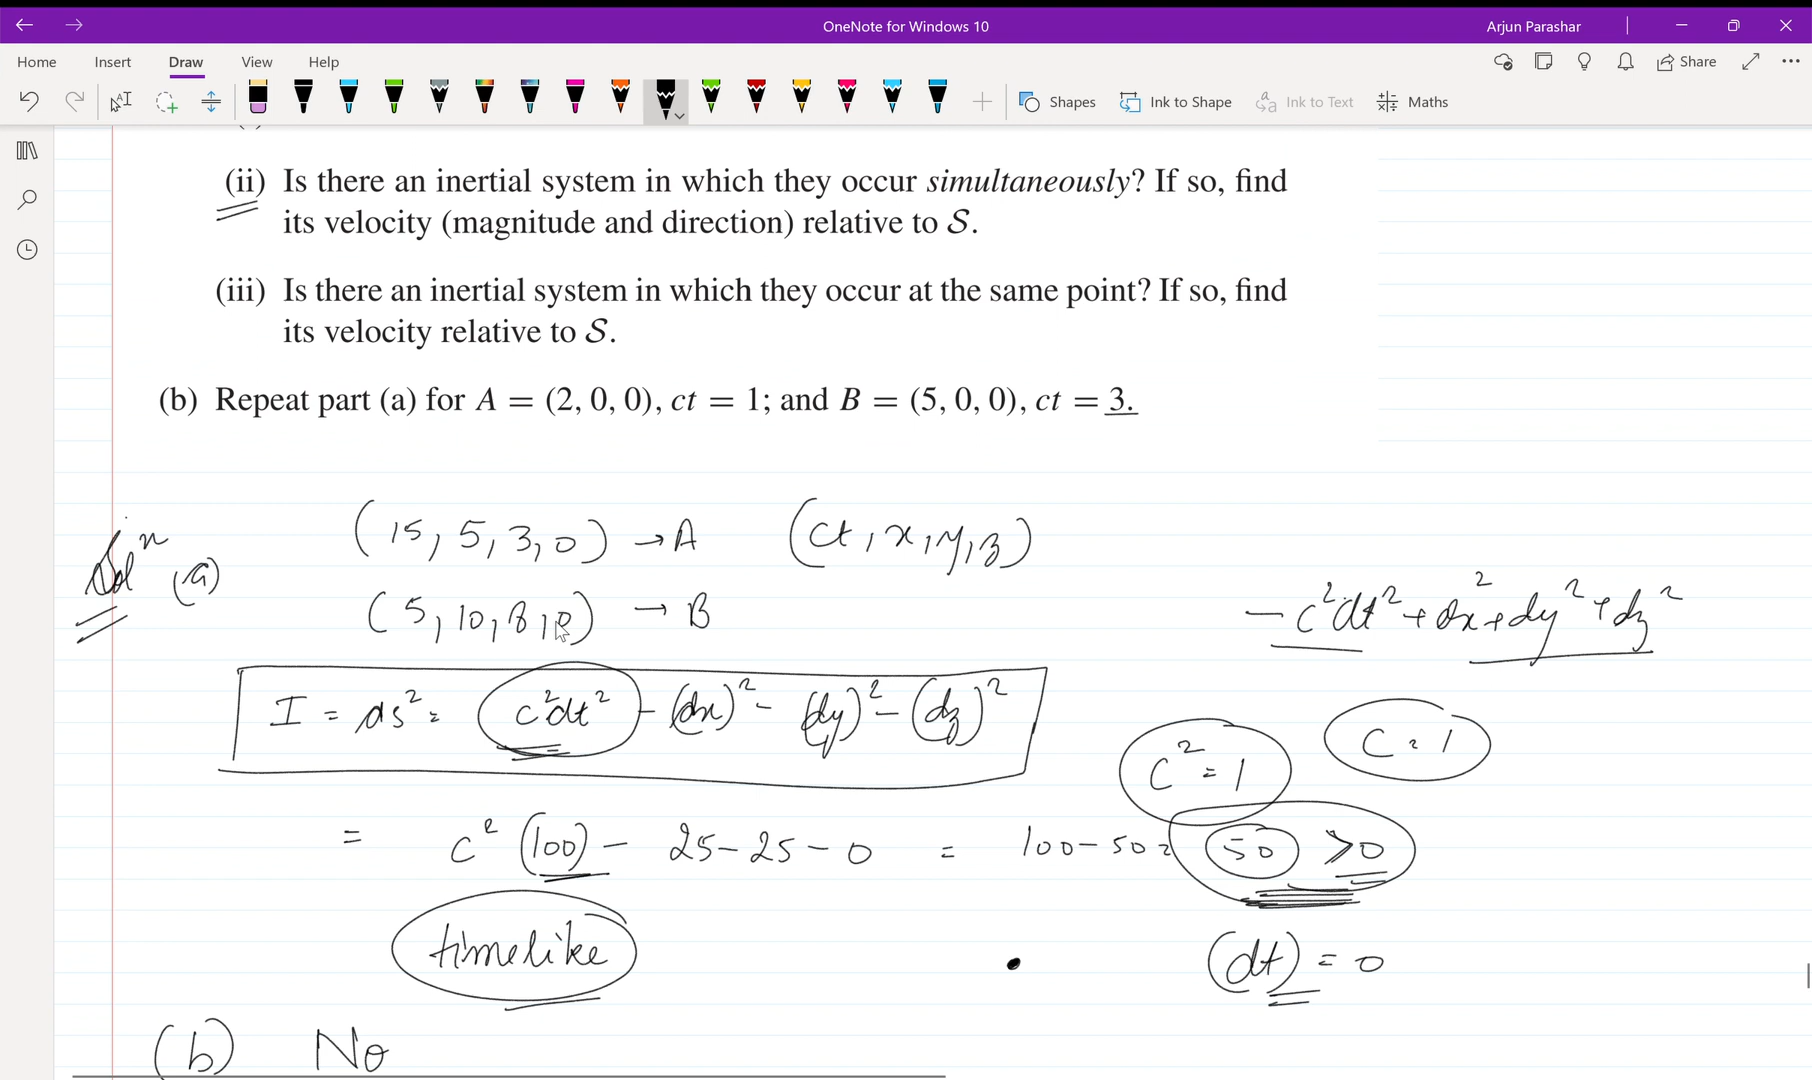 OneNote for Windows 10
Arjun Parashar
Home Insert Draw View Help
Share
Shapes Ink to Shape Ink to Text Maths
(ii) Is there an inertial system in which they occur simultaneously? If so, find
its velocity (magnitude and direction) relative to S.
(iii) Is there an inertial system in which they occur at the same point? If so, find
its velocity relative to S.
(b) Repeat part (a) for A = (2, 0, 0), ct = 1; and B = (5, 0, 0), ct = 3.
Solⁿ (a) (15, 5, 3, 0) → A (ct, x, y, z)
(5, 10, 8, 0) → B
- c²dt² + dx² + dy² + dz²
I = ds² = c²dt² - (dx)² - (dy)² - (dz)²
c² = 1 c = 1
= c² (100) - 25 - 25 - 0 = 100 - 50 = 50 > 0
timelike
(dt) = 0
(b) No